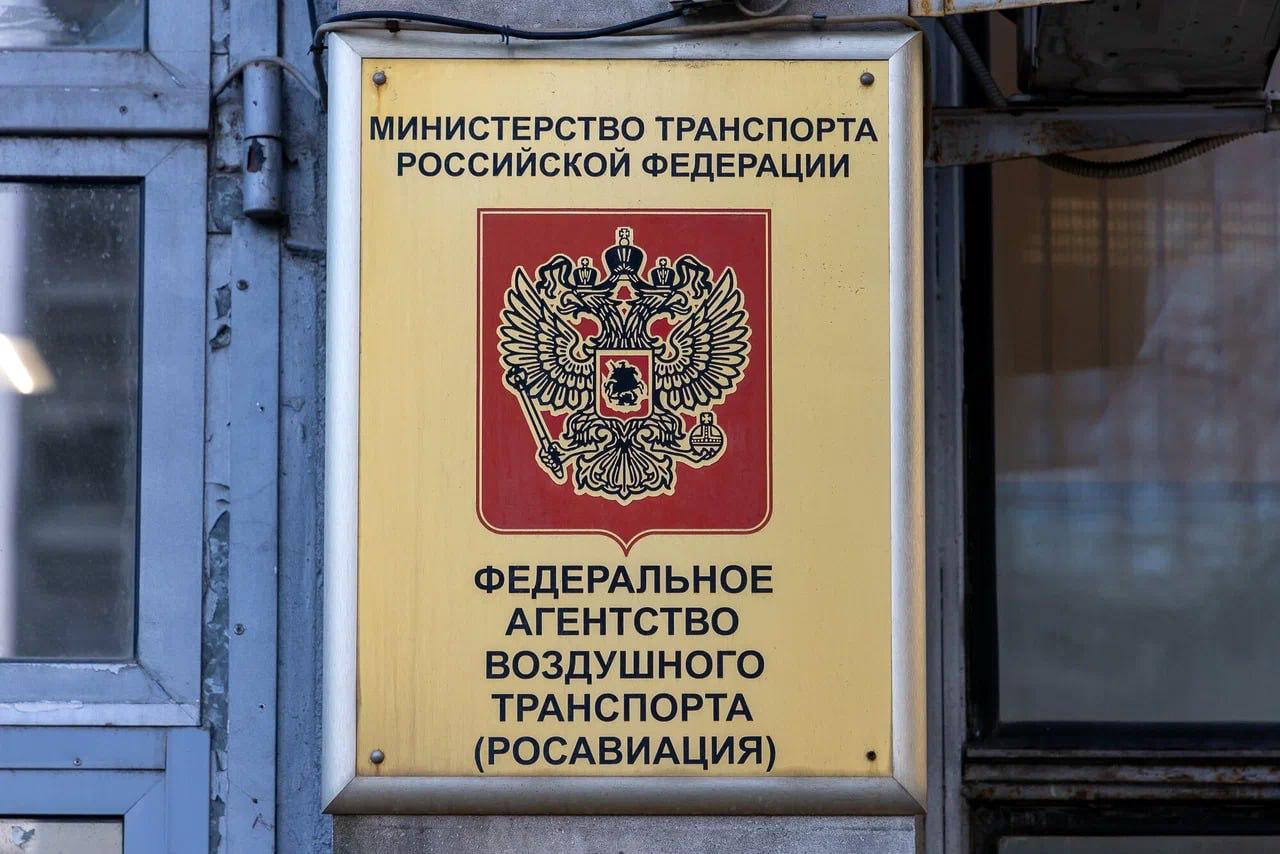 МИНИСТЕРСТВО ТРАНСПОРТА
РОССИЙСКОЙ ФЕДЕРАЦИИ
ФЕДЕРАЛЬНОЕ
АГЕНТСТВО
ВОЗДУШНОГО
ТРАНСПОРТА
(РОСАВИАЦИЯ)